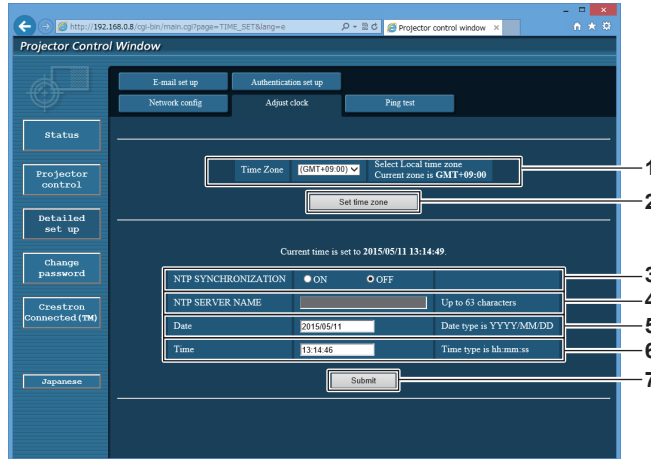 http://192.168.0.8/cgi-bin/main.cgi?page=TIME_SET&lang=e
Projector control window
Projector Control Window
E-mail set up
Authentication set up
Network config
Adjust clock
Ping test
Status
Projector control
Detailed set up
Change password
Crestron Connected(TM)
Japanese
Time Zone
(GMT+09:00)
Select Local time zone
Current zone is GMT+09:00
1
Set time zone
2
Current time is set to 2015/05/11 13:14:49.
NTP SYNCHRONIZATION ON OFF
3
NTP SERVER NAME Up to 63 characters
4
Date 2015/05/11 Date type is YYYY/MM/DD
5
Time 13:14:46 Time type is hh:mm:ss
6
Submit
7